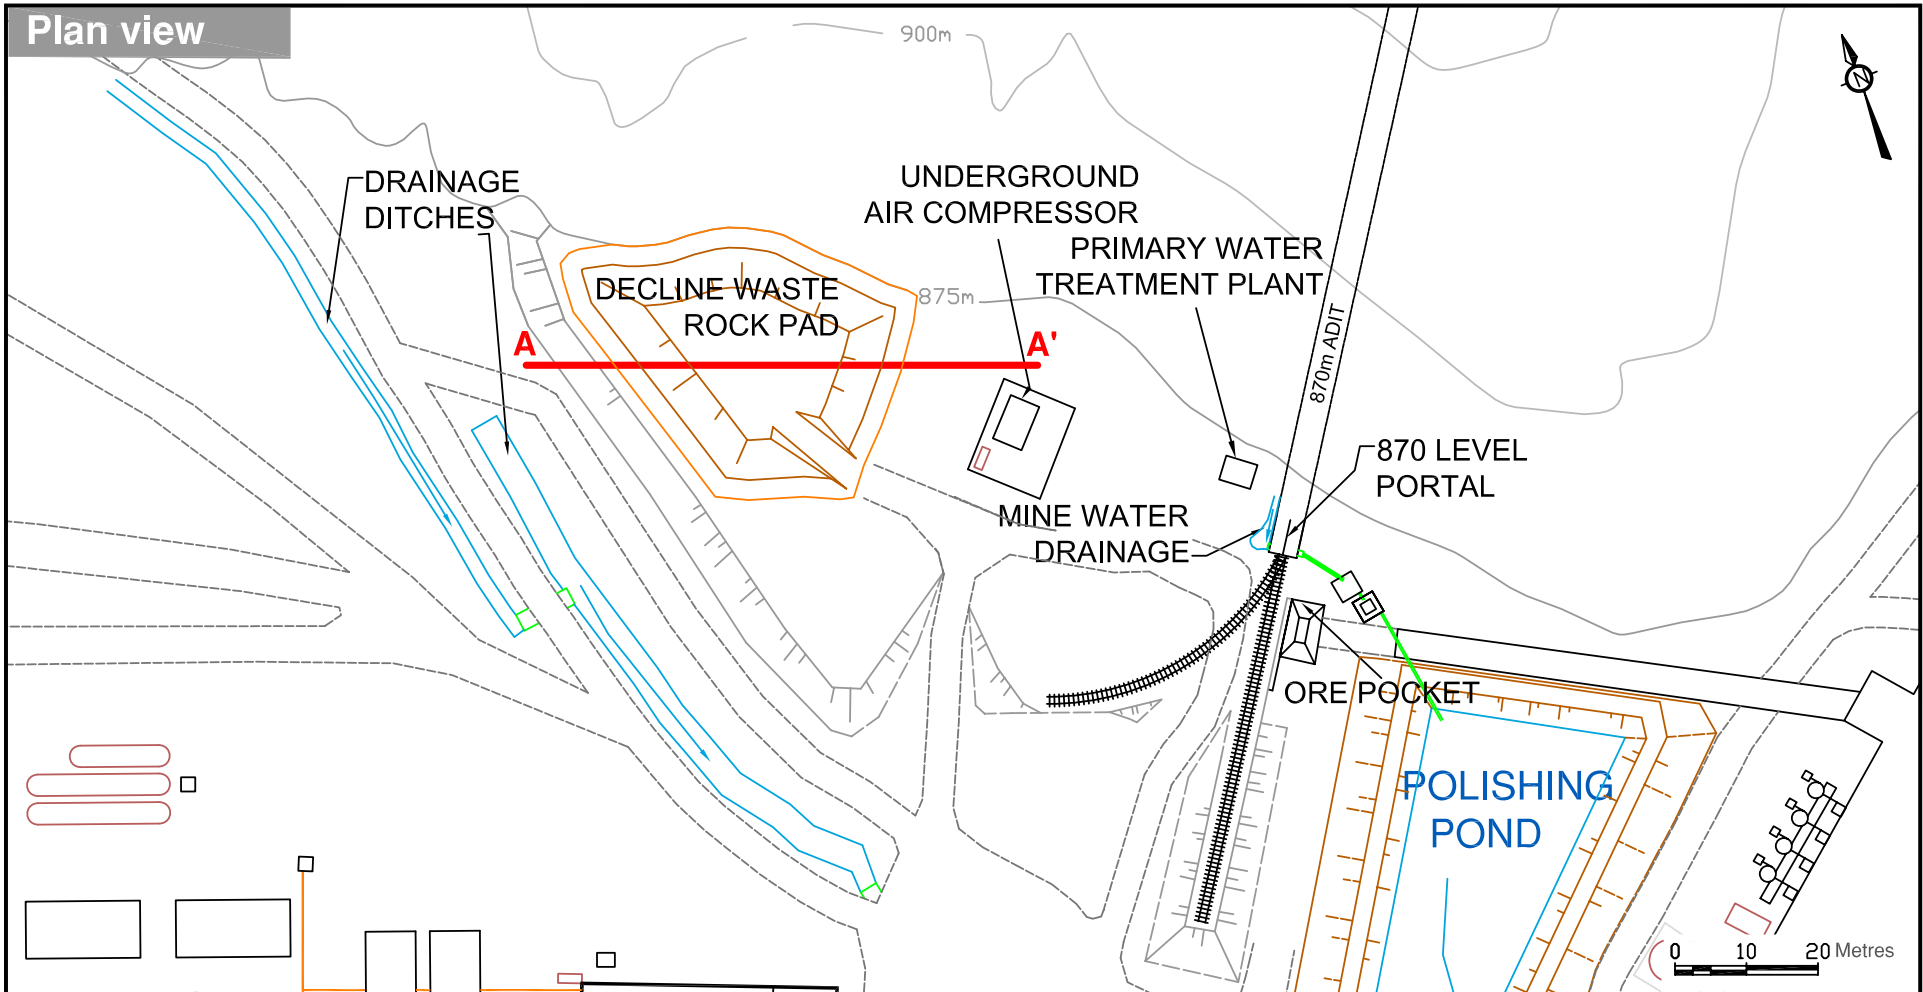 Plan view
900m
N
DRAINAGE
DITCHES
UNDERGROUND
AIR COMPRESSOR
PRIMARY WATER
TREATMENT PLANT
DECLINE WASTE
ROCK PAD
875m
A
A'
870m ADIT
870 LEVEL
PORTAL
MINE WATER
DRAINAGE
ORE POCKET
POLISHING
POND
0 10 20 Metres